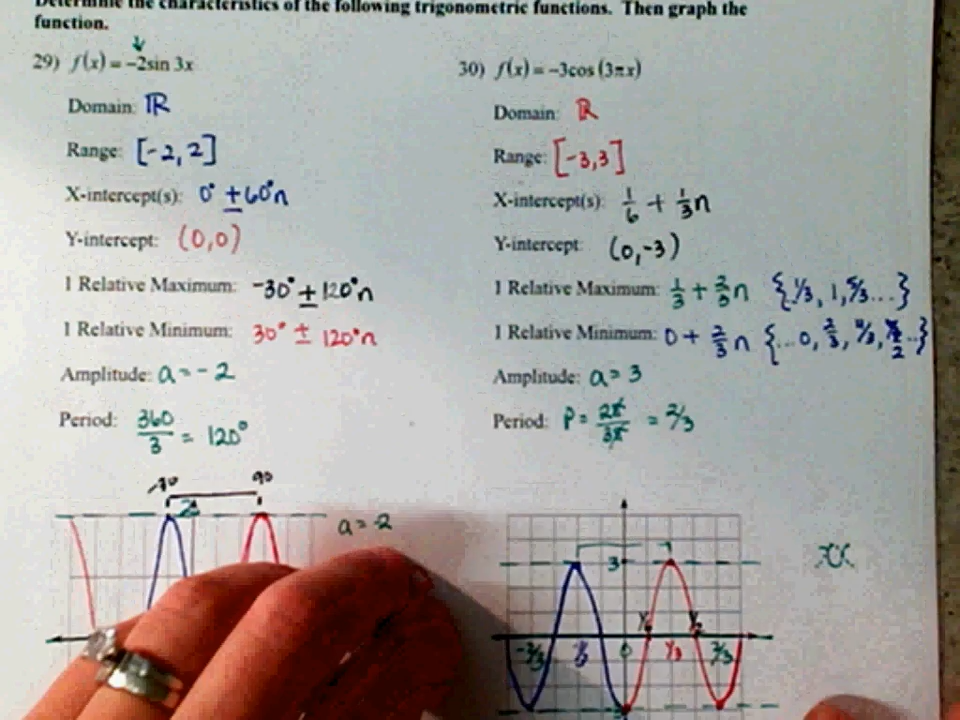 Determine the characteristics of the following trigonometric functions. Then graph the
function.
29) f(x) = -2sin 3x
Domain: ℝ
Range: [-2, 2]
X-intercept(s): 0° ± 60°n
Y-intercept: (0,0)
1 Relative Maximum: -30° ± 120°n
1 Relative Minimum: 30° ± 120°n
Amplitude: a = -2
Period: 360/3 = 120°
90
2
a = -2
30) f(x) = -3cos (3πx)
Domain: ℝ
Range: [-3,3]
X-intercept(s): 1/6 + 1/3n
Y-intercept: (0,-3)
1 Relative Maximum: 1/3 + 2/3n {1/3, 1, 5/3...}
1 Relative Minimum: 0 + 2/3n {...0, 2/3, 4/3,
Amplitude: a = 3
Period: P = 2π/3π = 2/3
3
1/6 1/2
-2/3 0 1/3 2/3